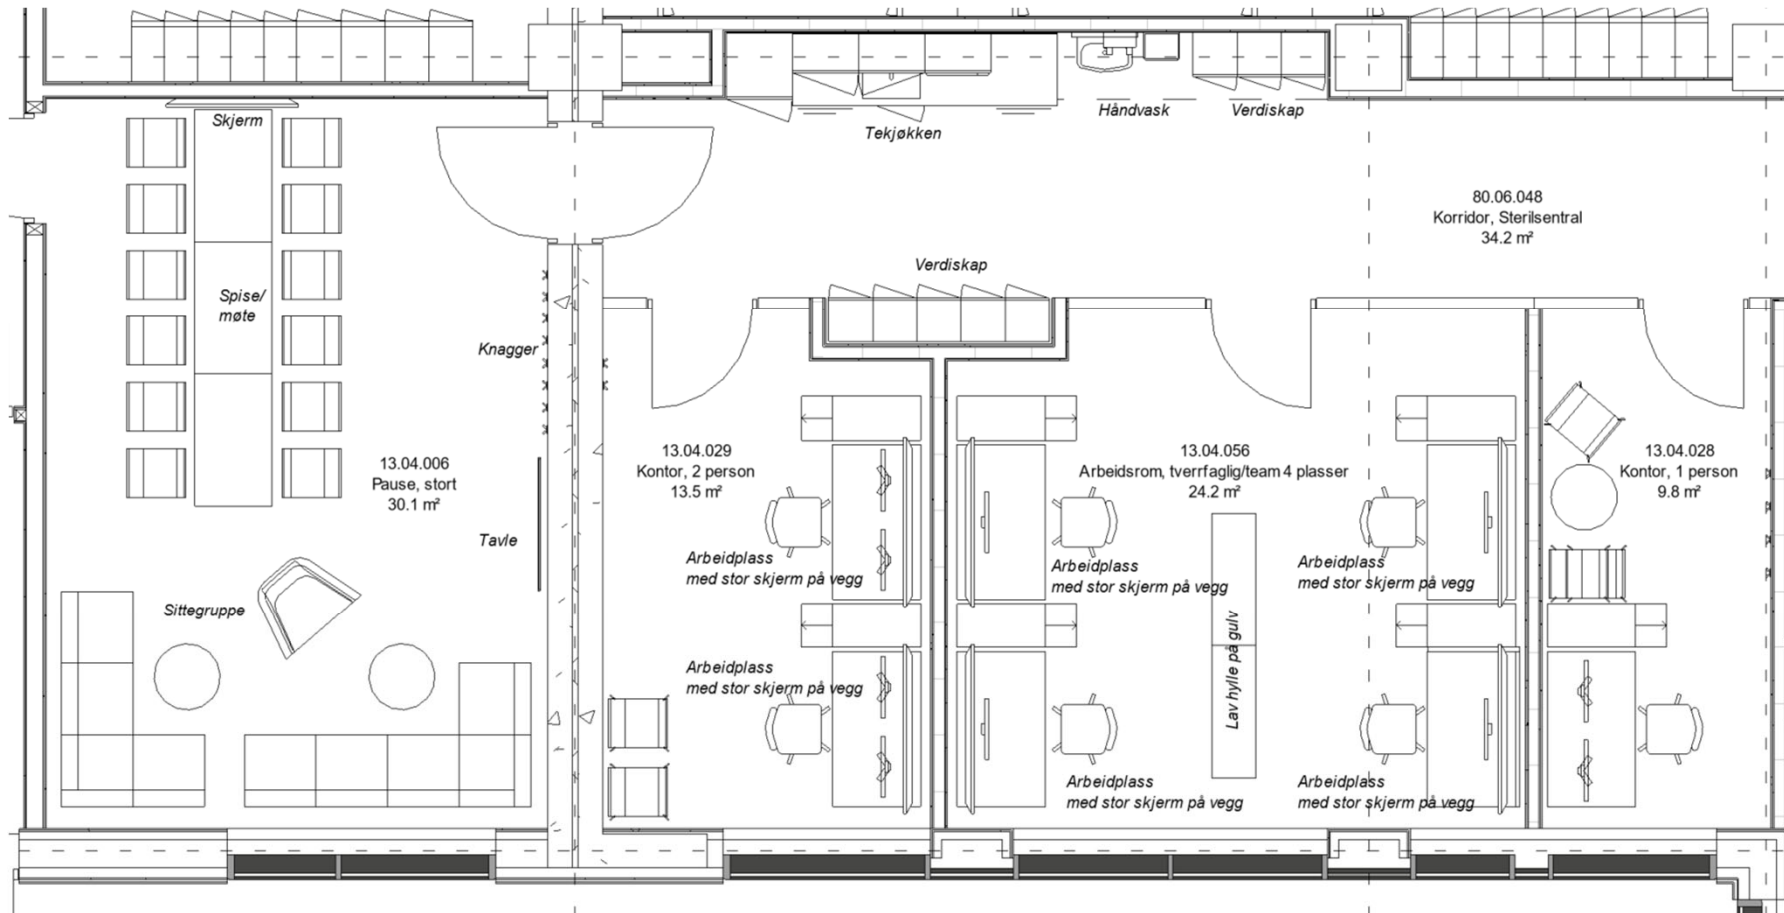 Skjerm
Tekjøkken
Håndvask
Verdiskap
80.06.048
Korridor, Sterilsentral
34.2 m²
Verdiskap
Spise/
møte
Knagger
13.04.006
Pause, stort
30.1 m²
13.04.029
Kontor, 2 person
13.5 m²
13.04.056
Arbeidsrom, tverrfaglig/team 4 plasser
24.2 m²
13.04.028
Kontor, 1 person
9.8 m²
Tavle
Sittegruppe
Arbeidplass
med stor skjerm på vegg
Arbeidplass
med stor skjerm på vegg
Arbeidplass
med stor skjerm på vegg
Arbeidplass
med stor skjerm på vegg
Lav hylle på gulv
Arbeidplass
med stor skjerm på vegg
Arbeidplass
med stor skjerm på vegg